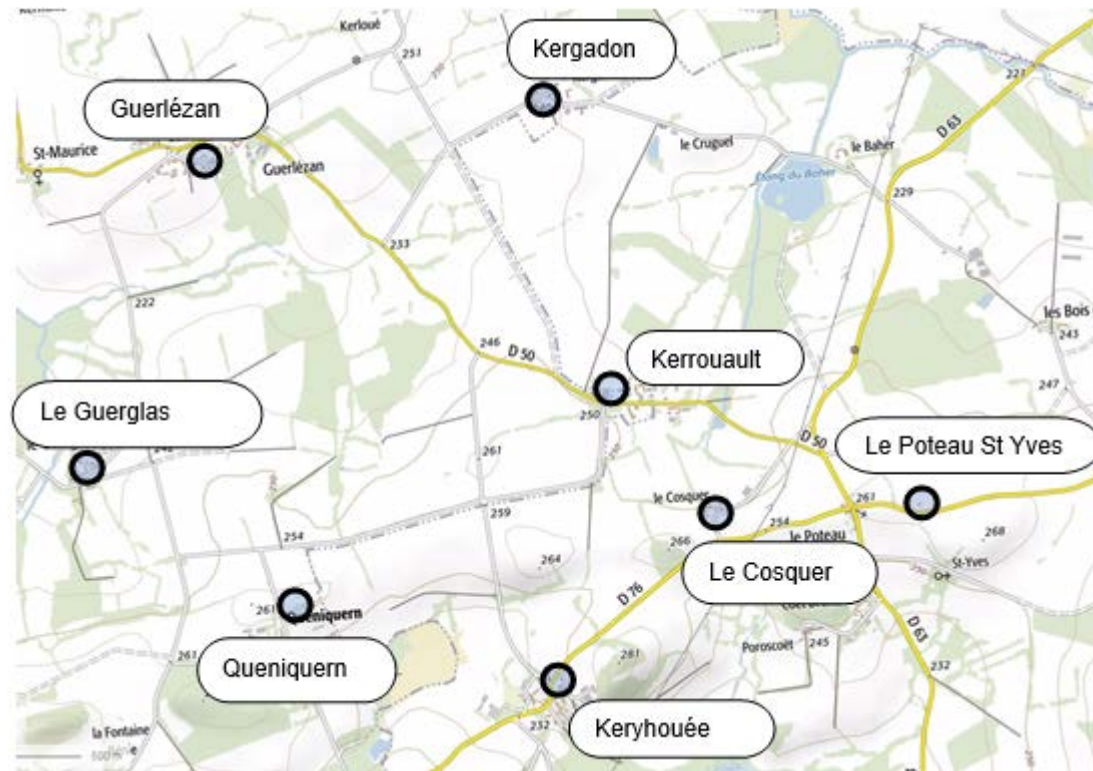 Kerloué
251
Kergadon
221
D 63
Guerlézan
St-Maurice
Guerlézan
le Cruguel
le Baher
Étang du Baher
229
233
222
les Bois
243
246
D 50
Kerrouault
247
250
Le Guerglas
D 50
Le Poteau St Yves
261
le Cosquer
261
259
254
268
254
266
le Poteau
St-Yves
264
Le Cosquer
D 76
261
Queniquern
Queniquern
Poroscoët
245
D 63
281
232
261
Keryhouée
232
la Fontaine
500 m